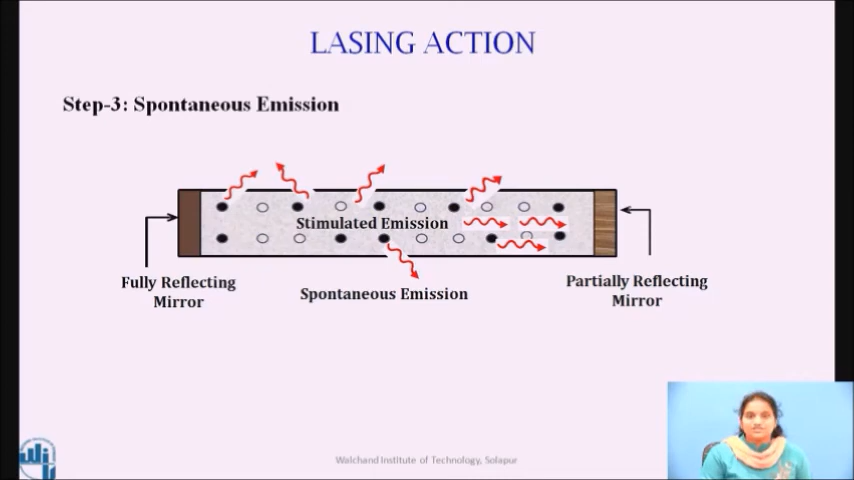 LASING ACTION
Step-3: Spontaneous Emission
Stimulated Emission
Fully Reflecting
Mirror
Spontaneous Emission
Partially Reflecting
Mirror
Walchand Institute of Technology, Solapur